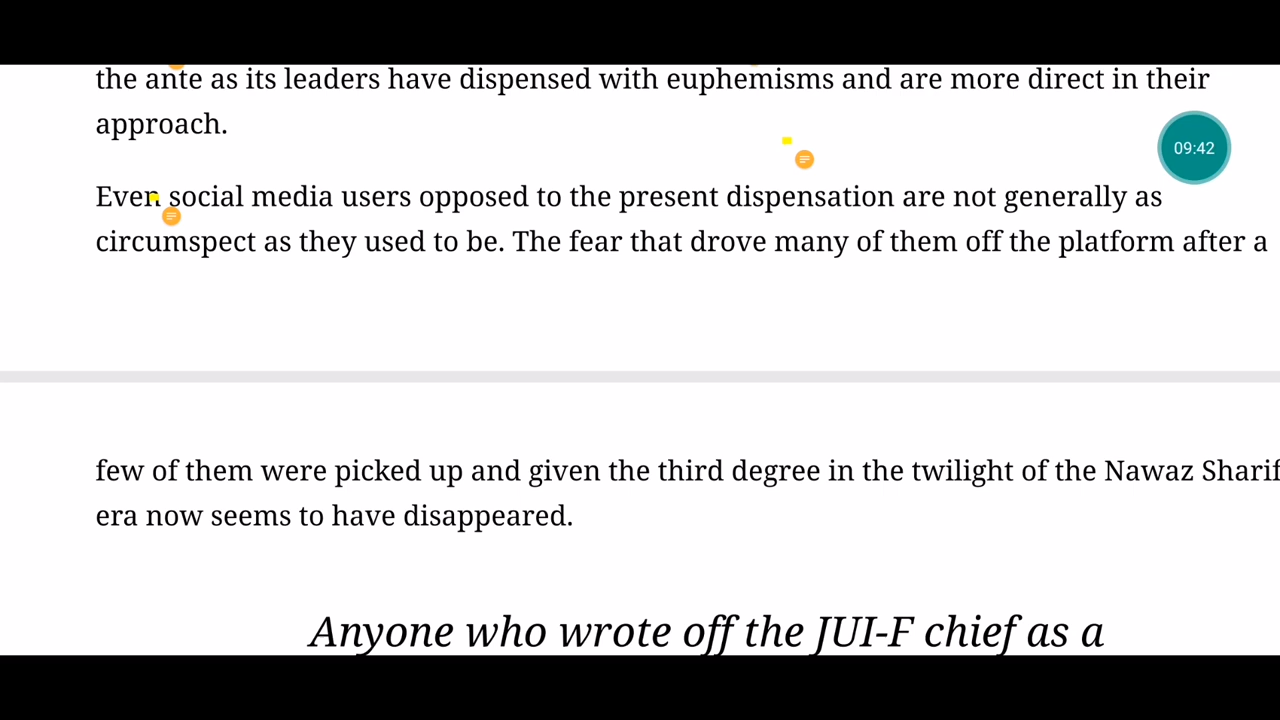 the ante as its leaders have dispensed with euphemisms and are more direct in their
approach.
09:42
Even social media users opposed to the present dispensation are not generally as
circumspect as they used to be. The fear that drove many of them off the platform after a
few of them were picked up and given the third degree in the twilight of the Nawaz Sharif
era now seems to have disappeared.
Anyone who wrote off the JUI-F chief as a